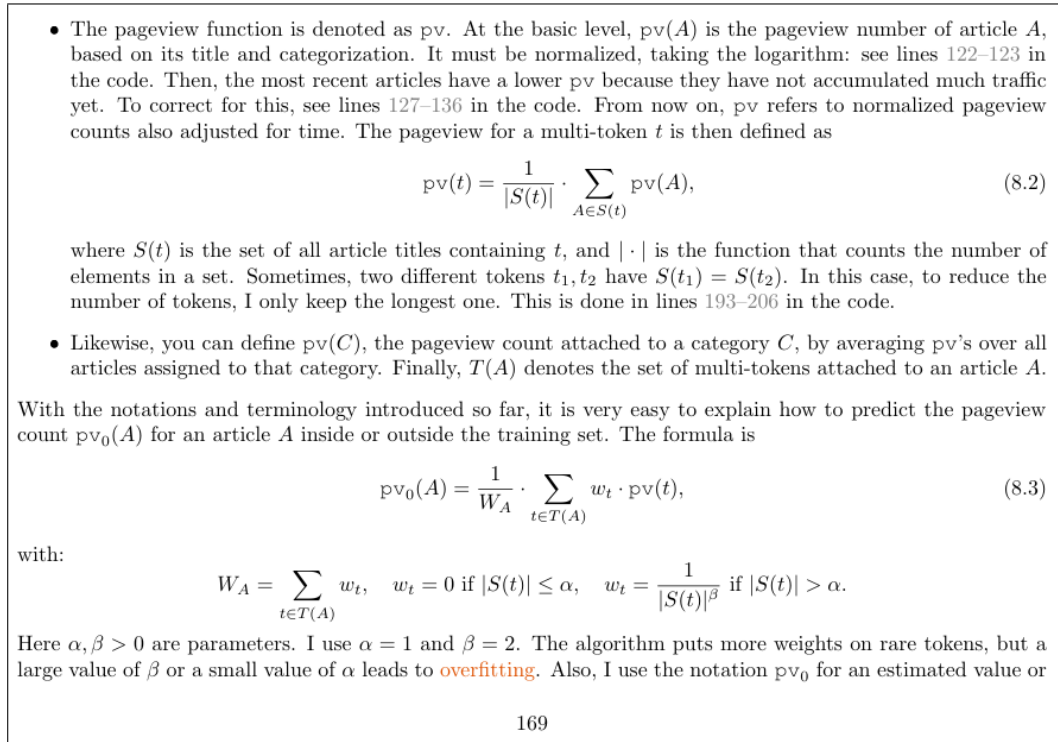 • The pageview function is denoted as pv. At the basic level, pv(A) is the pageview number of article A,
based on its title and categorization. It must be normalized, taking the logarithm: see lines 122–123 in
the code. Then, the most recent articles have a lower pv because they have not accumulated much traffic
yet. To correct for this, see lines 127–136 in the code. From now on, pv refers to normalized pageview
counts also adjusted for time. The pageview for a multi-token t is then defined as
pv(t) = 1/|S(t)| · ∑_{A∈S(t)} pv(A), (8.2)
where S(t) is the set of all article titles containing t, and | · | is the function that counts the number of
elements in a set. Sometimes, two different tokens t₁, t₂ have S(t₁) = S(t₂). In this case, to reduce the
number of tokens, I only keep the longest one. This is done in lines 193–206 in the code.
• Likewise, you can define pv(C), the pageview count attached to a category C, by averaging pv's over all
articles assigned to that category. Finally, T(A) denotes the set of multi-tokens attached to an article A.
With the notations and terminology introduced so far, it is very easy to explain how to predict the pageview
count pv₀(A) for an article A inside or outside the training set. The formula is
pv₀(A) = 1/W_A · ∑_{t∈T(A)} w_t · pv(t), (8.3)
with:
W_A = ∑_{t∈T(A)} w_t, w_t = 0 if |S(t)| ≤ α, w_t = 1/|S(t)|^β if |S(t)| > α.
Here α, β > 0 are parameters. I use α = 1 and β = 2. The algorithm puts more weights on rare tokens, but a
large value of β or a small value of α leads to overfitting. Also, I use the notation pv₀ for an estimated value or
169